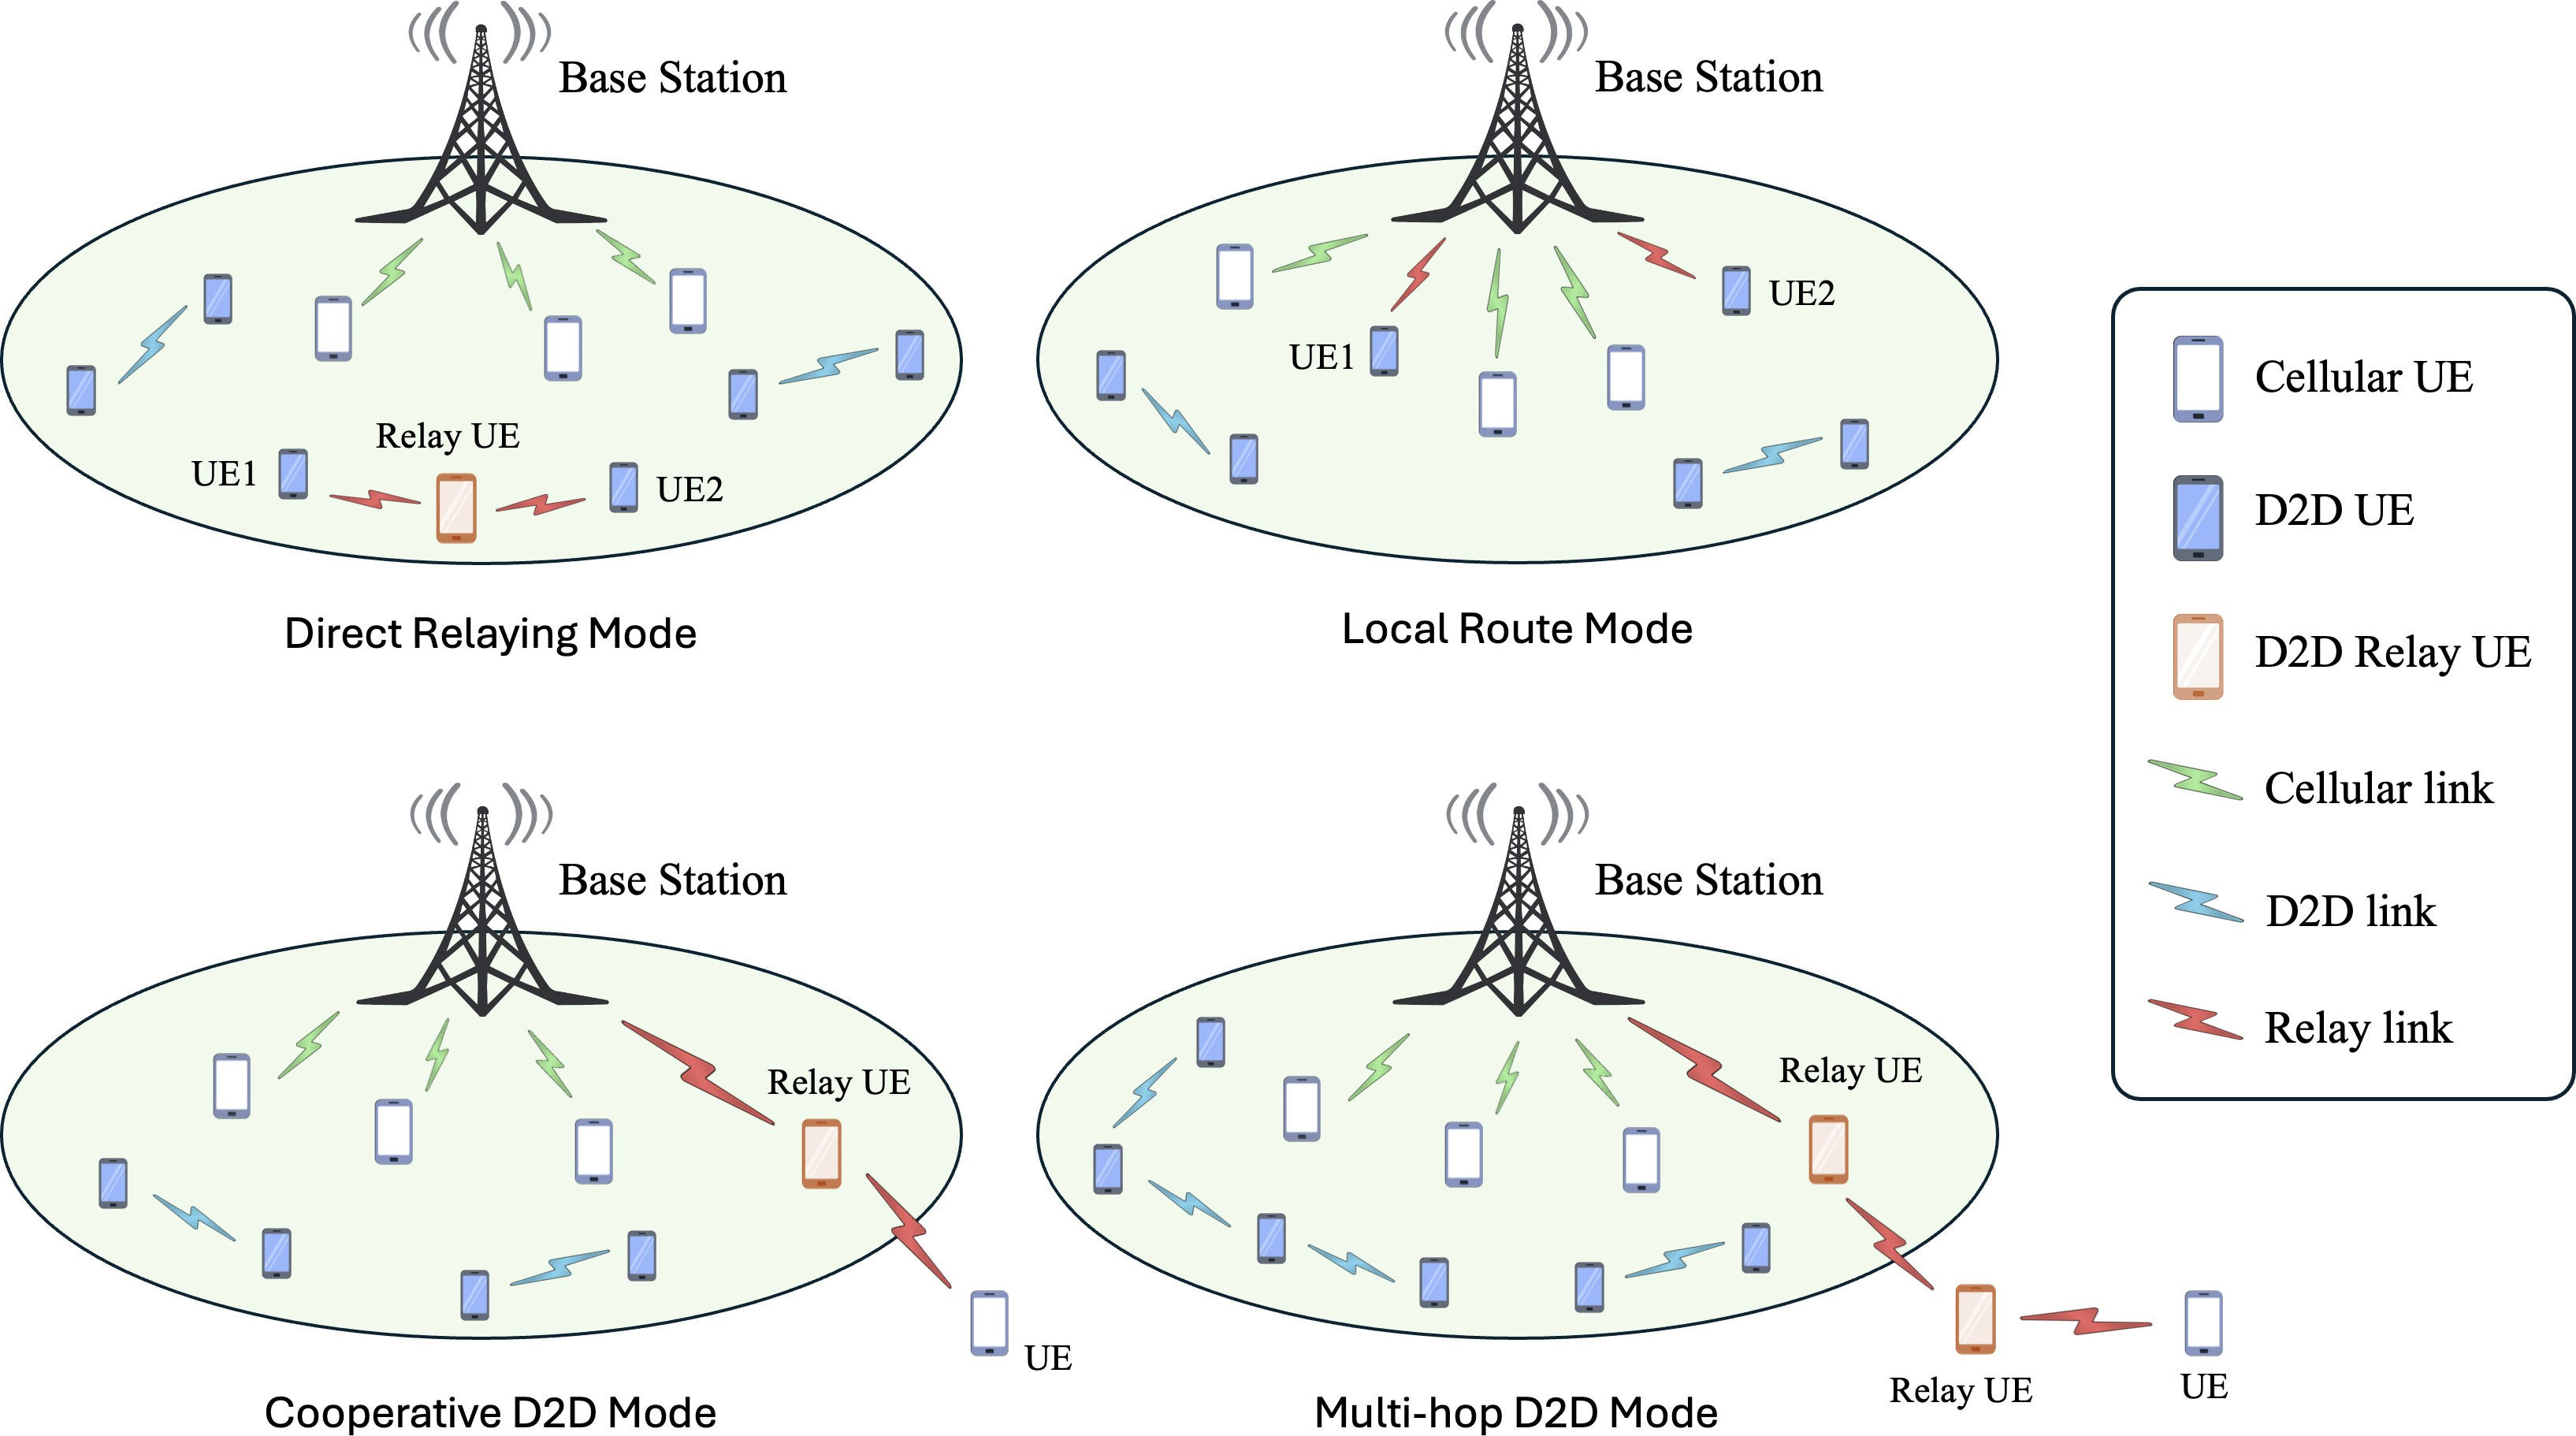 Base Station
Relay UE
UE1
UE2
Direct Relaying Mode
Base Station
UE2
UE1
Local Route Mode
Base Station
Relay UE
UE
Cooperative D2D Mode
Base Station
Relay UE
Relay UE
UE
Multi-hop D2D Mode
Cellular UE
D2D UE
D2D Relay UE
Cellular link
D2D link
Relay link